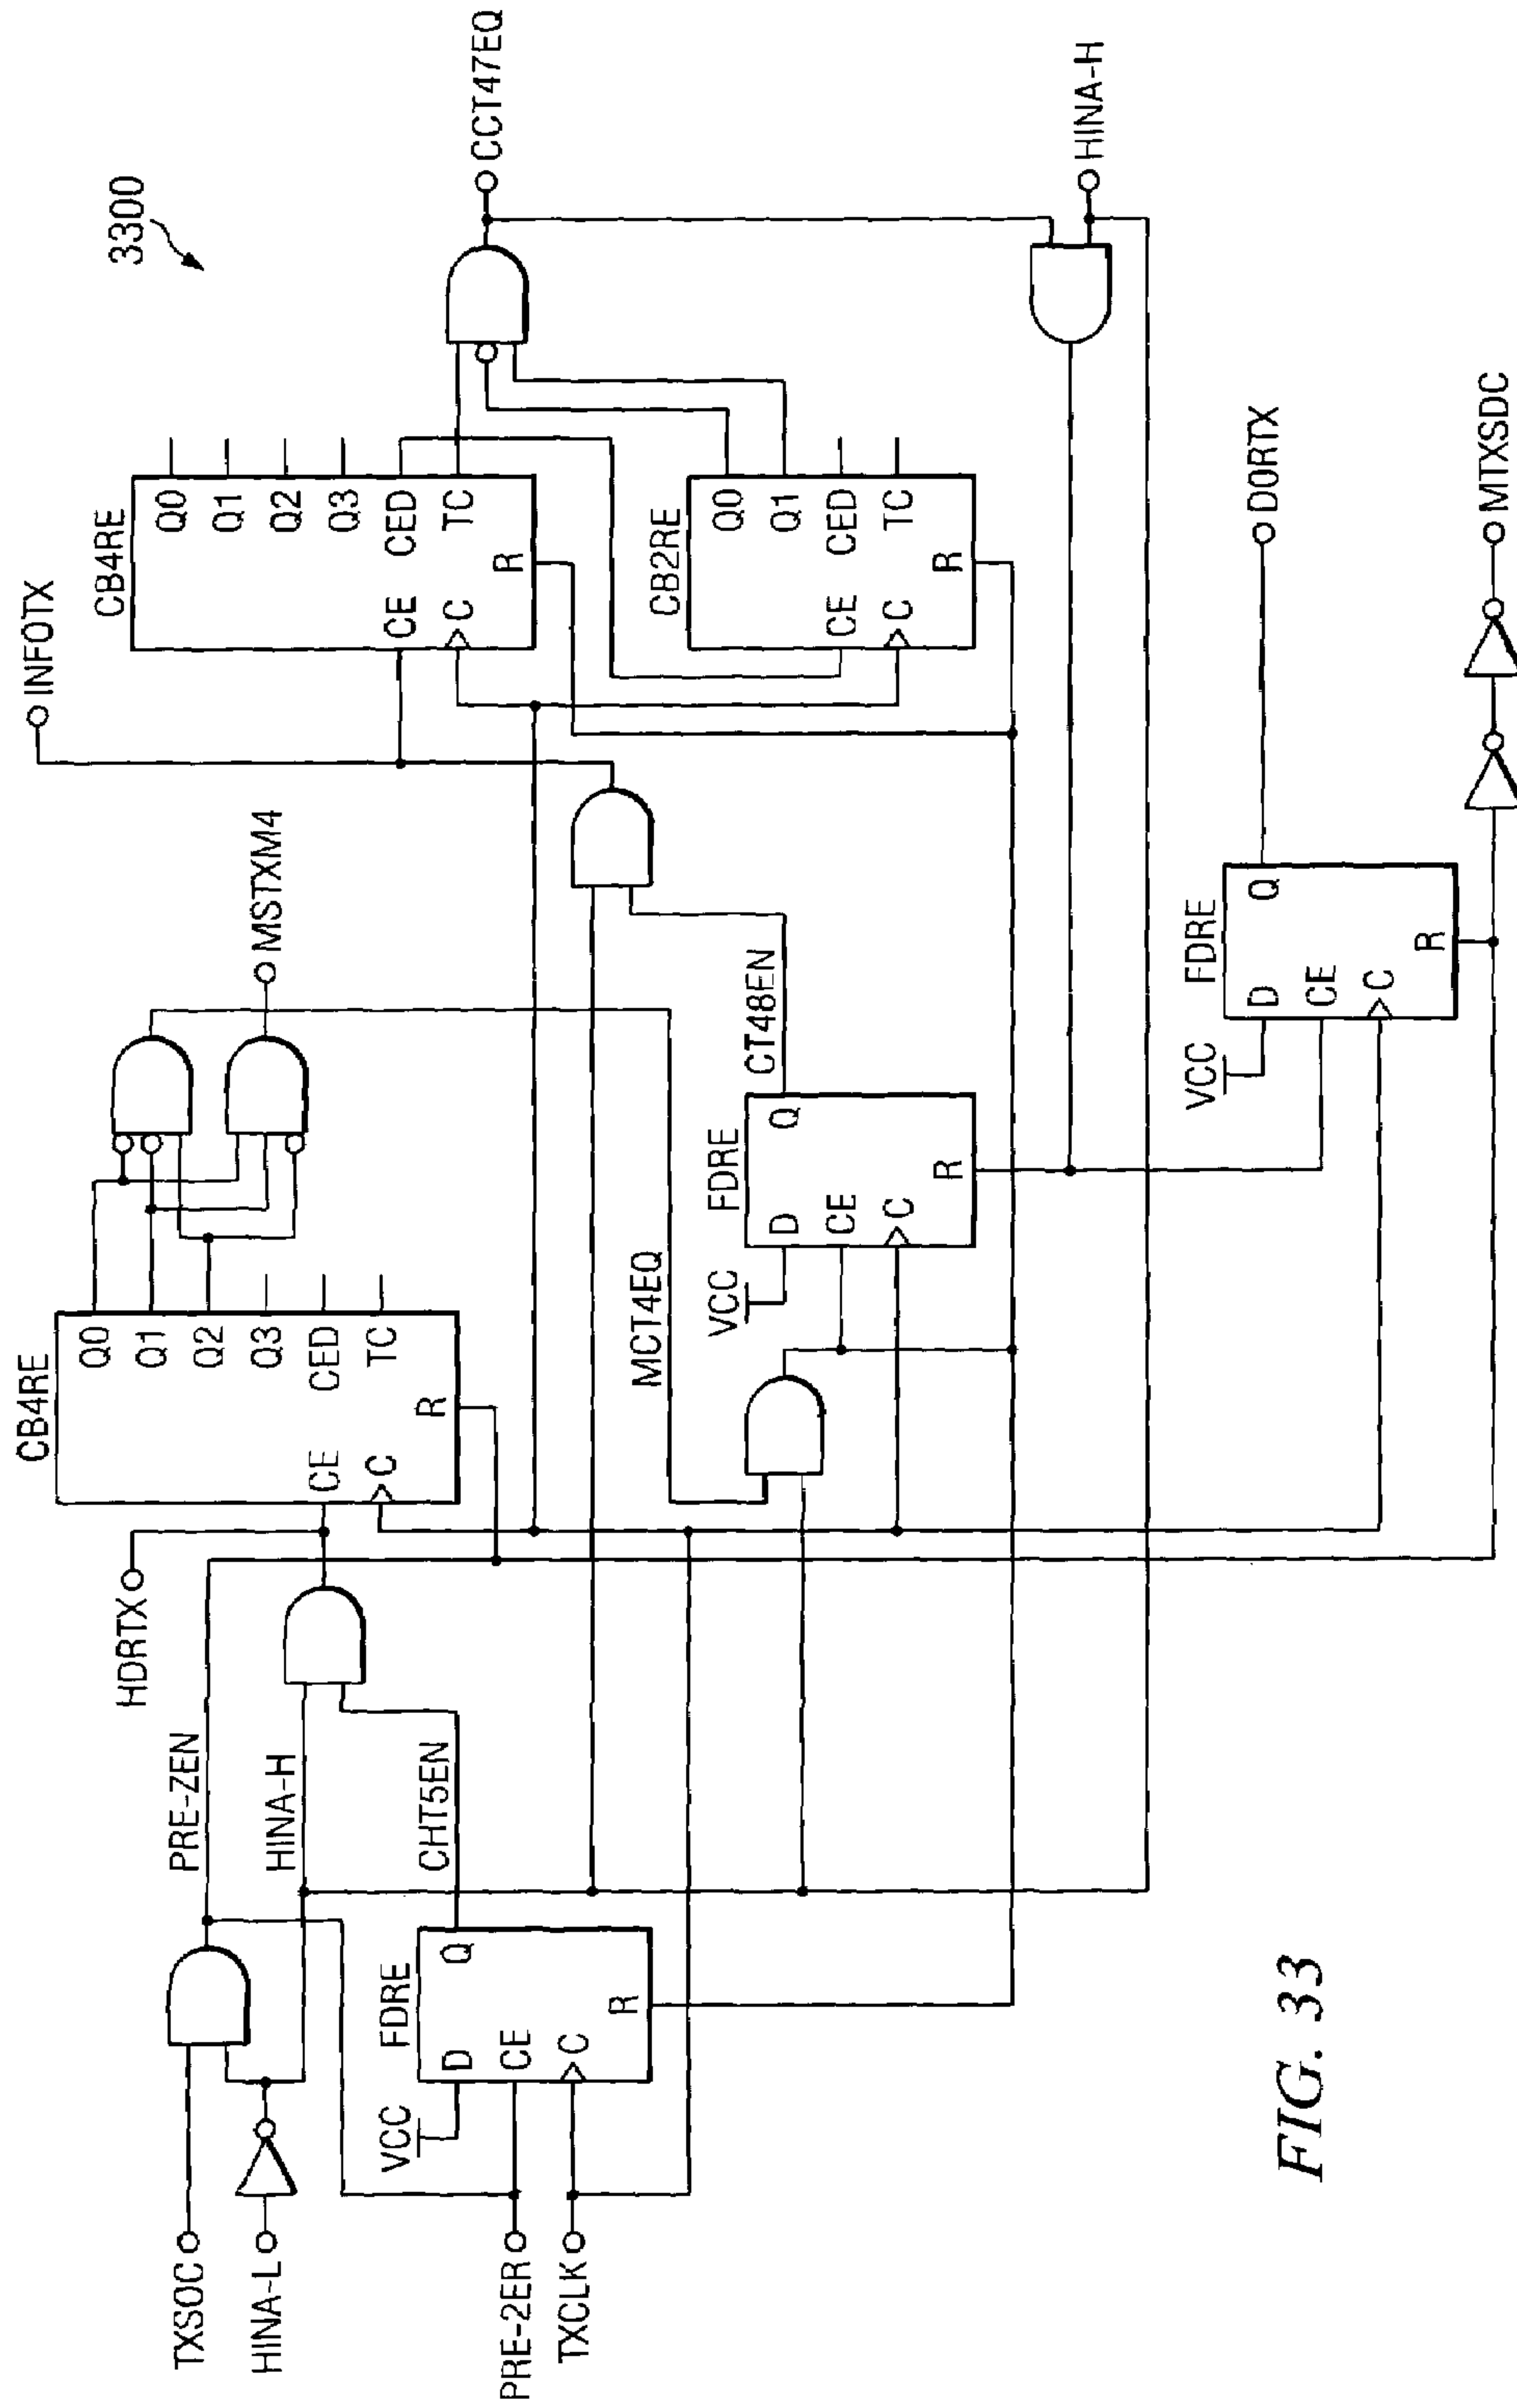 3300
INFOTX
CB4RE
Q0
Q1
Q2
Q3
CED
TC
CE
C
R
CCT47EQ
CB2RE
Q0
Q1
CED
TC
CE
C
R
HINA-H
MSTXM4
CB4RE
Q0
Q1
Q2
Q3
CED
TC
CE
C
R
HDRTX
PRE-ZEN
HINA-H
CHT5EN
TXSOC
HINA-L
VCC
FDRE
D
Q
CE
C
R
PRE-2ER
TXCLK
MCT4EQ
VCC
FDRE
D
Q
CE
C
R
CT48EN
VCC
FDRE
D
Q
CE
C
R
DORTX
MTXSDC
FIG. 33